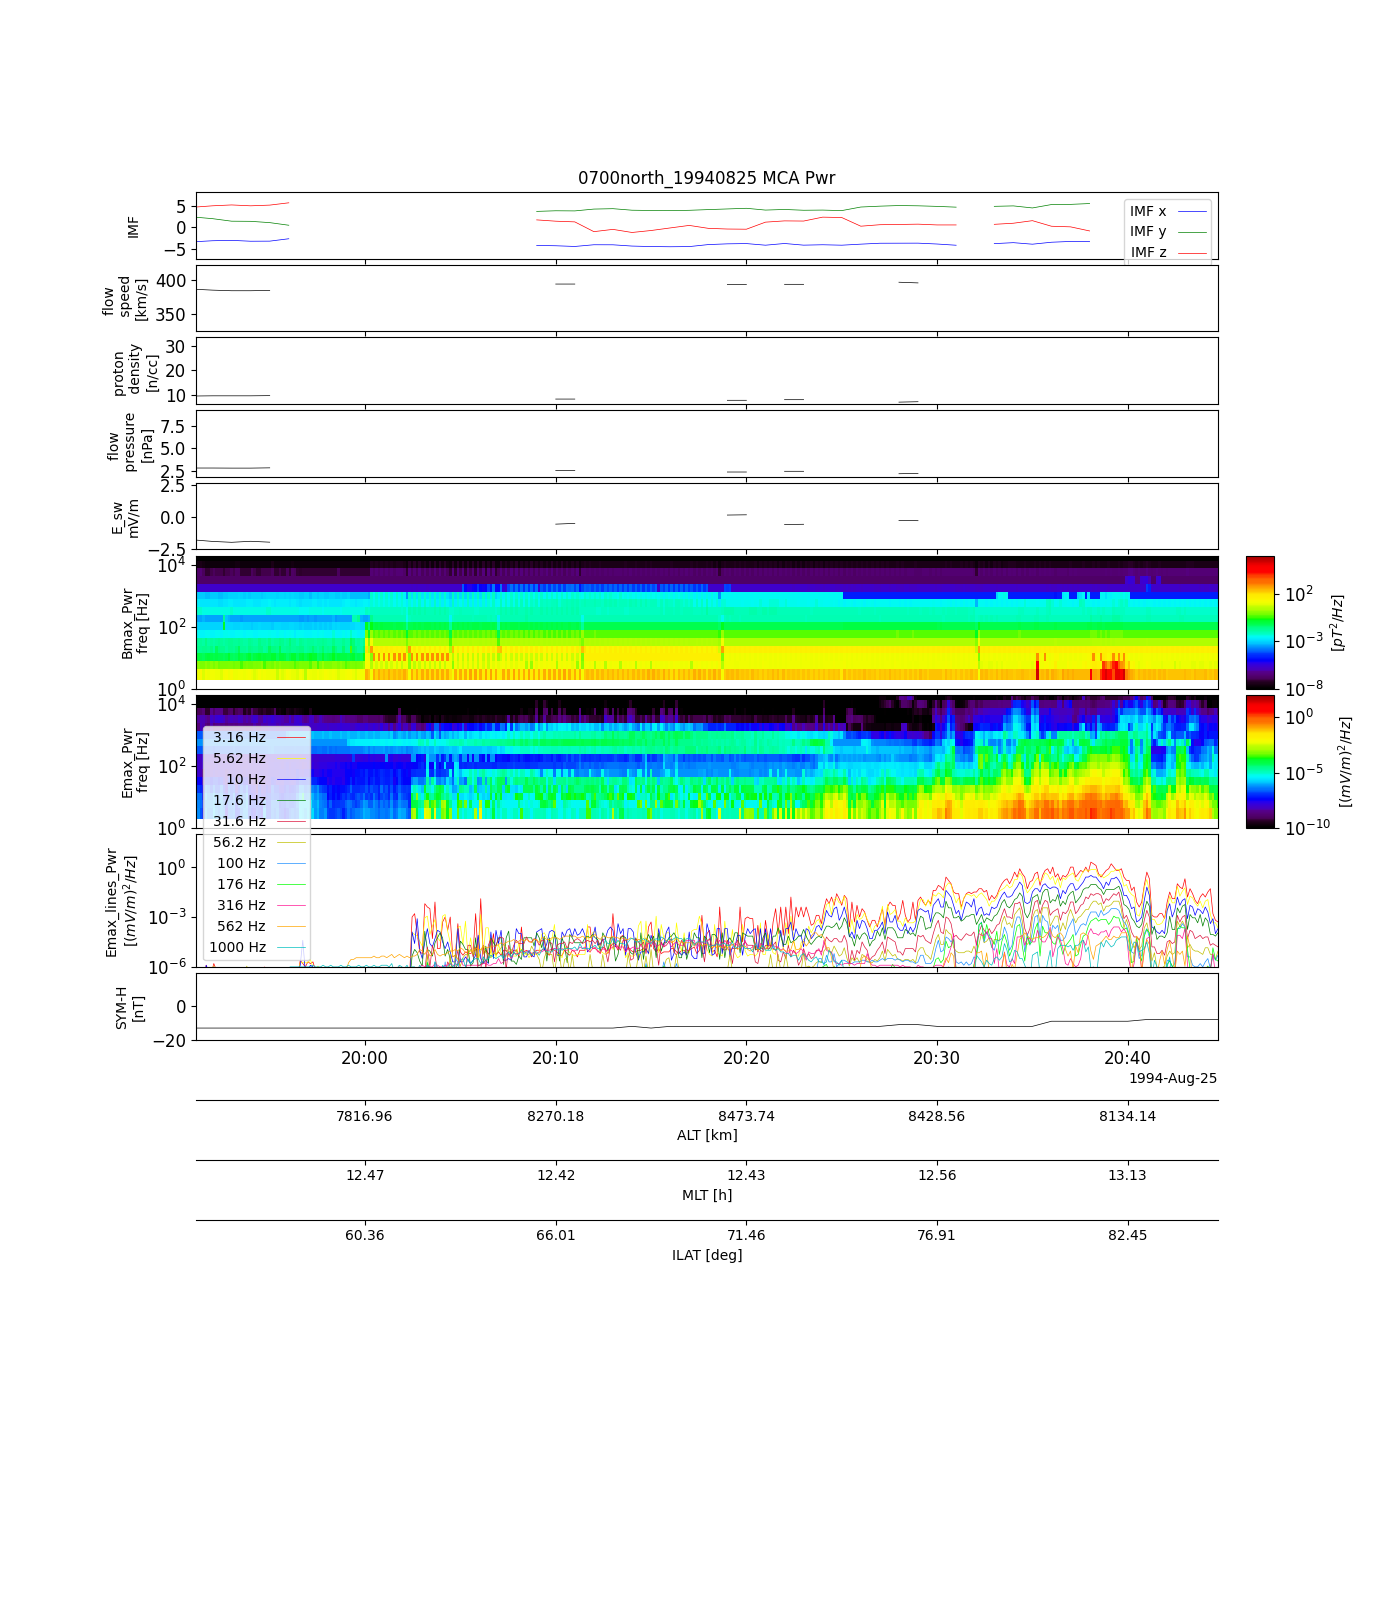 0700north_19940825 MCA Pwr
IMF
5
0
−5
IMF x
IMF y
IMF z
flow
speed
[km/s]
400
350
proton
density
[n/cc]
30
20
10
flow
pressure
[nPa]
7.5
5.0
2.5
E_sw
mV/m
2.5
0.0
−2.5
Bmax_Pwr
freq [Hz]
10^4
10^2
10^0
10^2
10^−3
10^−8
[pT^2/Hz]
Emax_Pwr
freq [Hz]
10^4
10^2
10^0
10^0
10^−5
10^−10
[(mV/m)^2/Hz]
3.16 Hz
5.62 Hz
10 Hz
17.6 Hz
31.6 Hz
56.2 Hz
100 Hz
176 Hz
316 Hz
562 Hz
1000 Hz
Emax_lines_Pwr
[(mV/m)^2/Hz]
10^0
10^−3
10^−6
SYM-H
[nT]
0
−20
20:00 20:10 20:20 20:30 20:40
1994-Aug-25
7816.96 8270.18 8473.74 8428.56 8134.14
ALT [km]
12.47 12.42 12.43 12.56 13.13
MLT [h]
60.36 66.01 71.46 76.91 82.45
ILAT [deg]